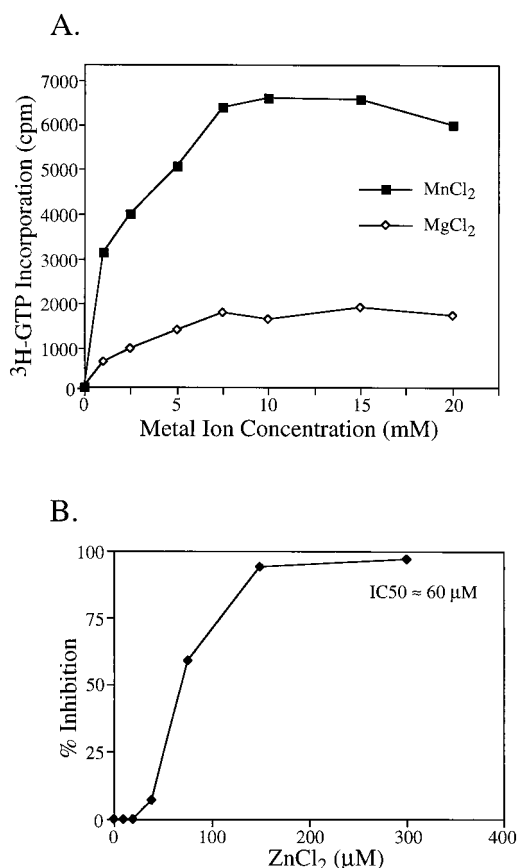 A.
7000
6000
5000
4000
3000
2000
1000
0
³H-GTP Incorporation (cpm)
MnCl₂
MgCl₂
0 5 10 15 20
Metal Ion Concentration (mM)
B.
100
75
50
25
0
% Inhibition
IC50 ≈ 60 µM
0 100 200 300 400
ZnCl₂ (µM)